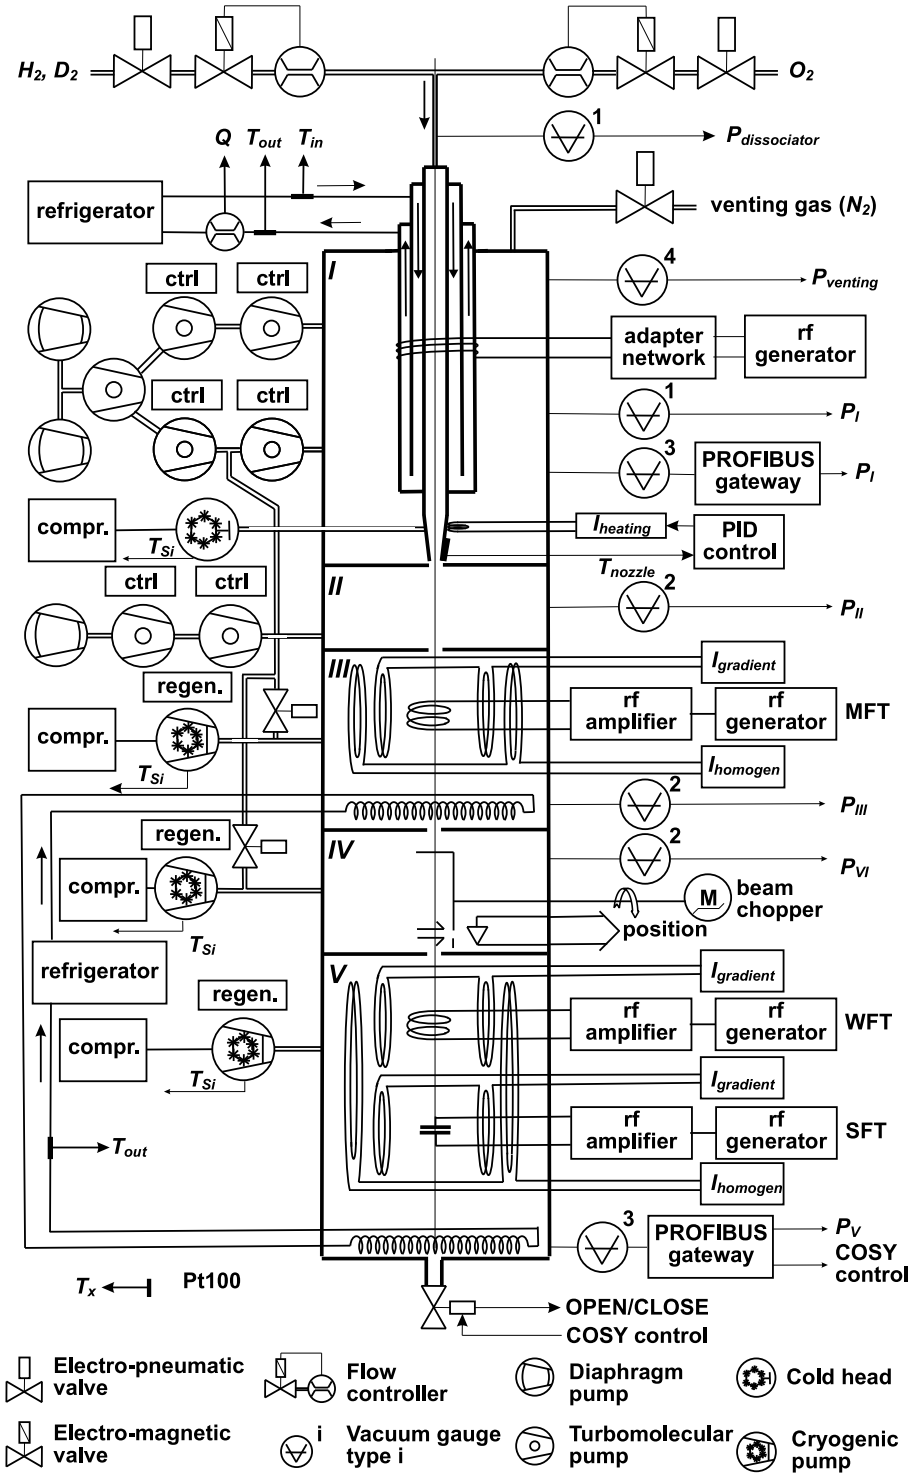 H2, D2
O2
1
Pdissociator
Q
Tout
Tin
refrigerator
venting gas (N2)
I
4
Pventing
ctrl
ctrl
adapter
network
rf
generator
ctrl
ctrl
1
PI
3
PROFIBUS
gateway
PI
compr.
TSi
Iheating
PID
control
Tnozzle
ctrl
ctrl
II
2
PII
III
Igradient
regen.
rf
amplifier
rf
generator
MFT
compr.
TSi
Ihomogen
2
PIII
regen.
IV
2
PVI
compr.
TSi
M
beam
chopper
position
refrigerator
V
Igradient
regen.
rf
amplifier
rf
generator
WFT
compr.
TSi
Igradient
rf
amplifier
rf
generator
SFT
Tout
Ihomogen
3
PROFIBUS
gateway
PV
COSY
control
Tx
Pt100
OPEN/CLOSE
COSY control
Electro-pneumatic
valve
Flow
controller
Diaphragm
pump
Cold head
Electro-magnetic
valve
i
Vacuum gauge
type i
Turbomolecular
pump
Cryogenic
pump